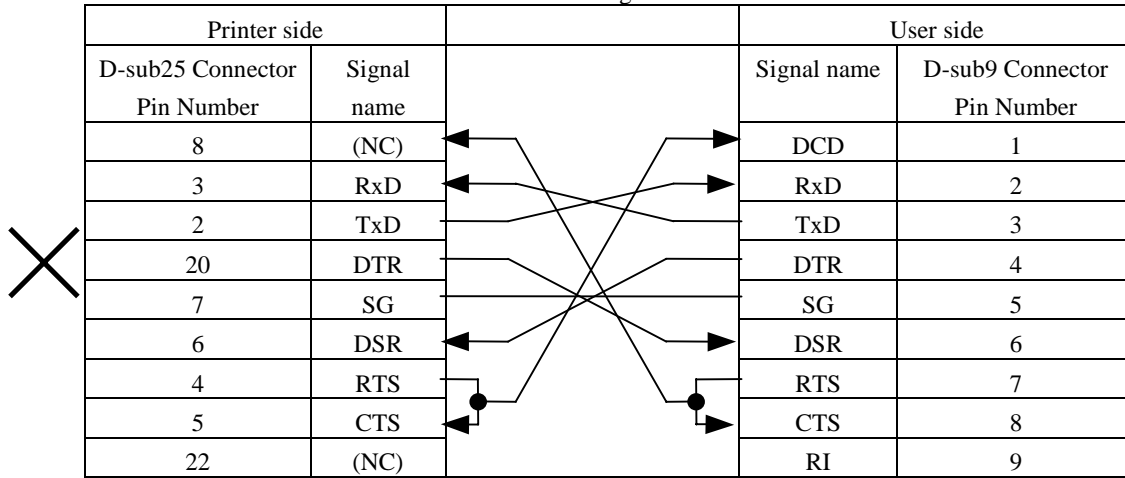 Printer side User side
D-sub25 Connector Signal Signal name D-sub9 Connector
Pin Number name Pin Number
8 (NC) DCD 1
3 RxD RxD 2
2 TxD TxD 3
20 DTR DTR 4
7 SG SG 5
6 DSR DSR 6
4 RTS RTS 7
5 CTS CTS 8
22 (NC) RI 9